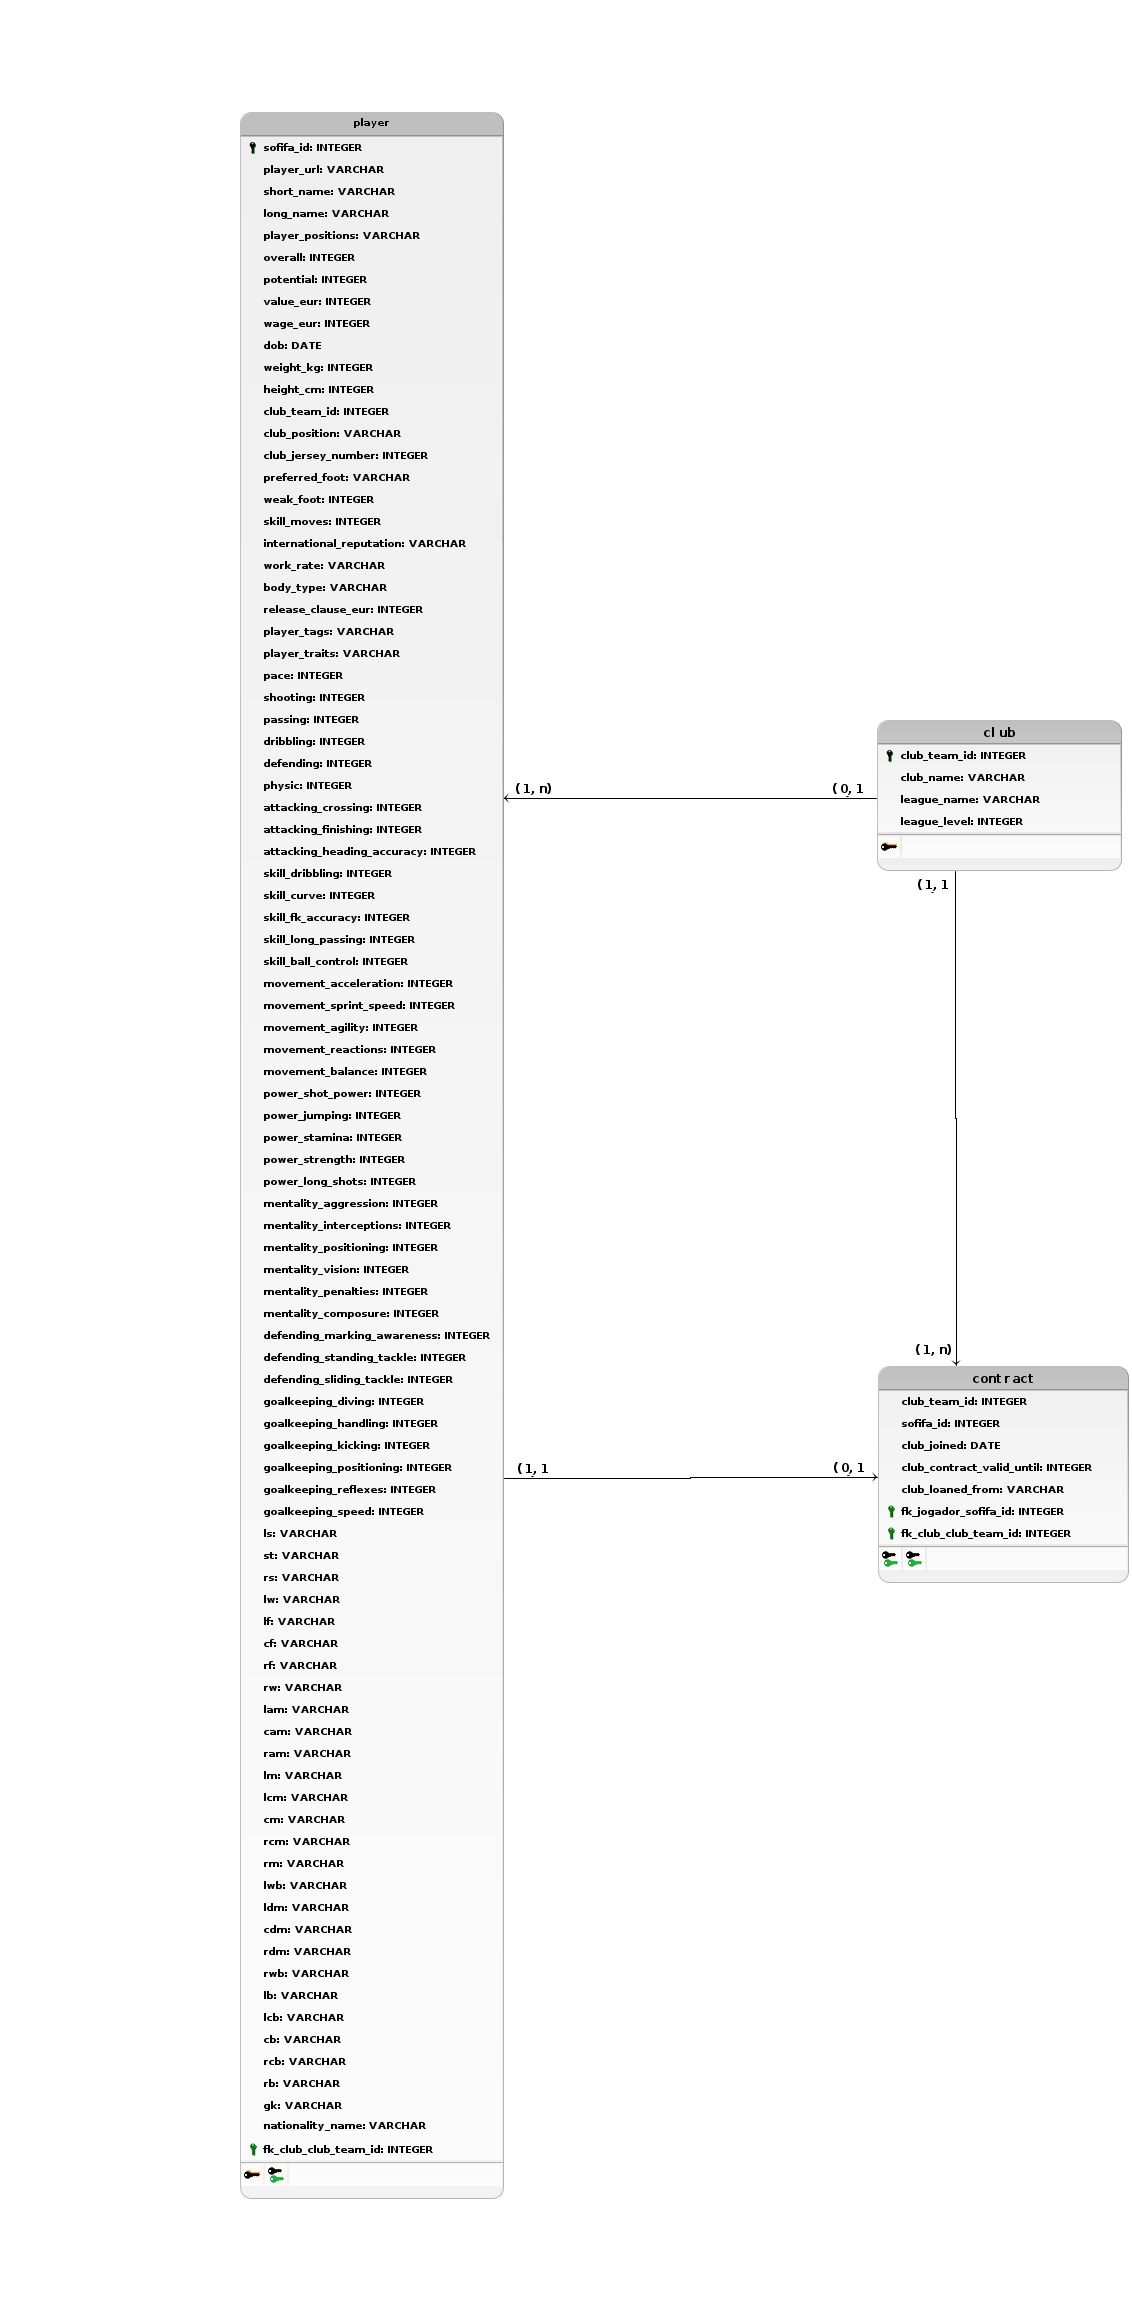 player
sofifa_id: INTEGER
player_url: VARCHAR
short_name: VARCHAR
long_name: VARCHAR
player_positions: VARCHAR
overall: INTEGER
potential: INTEGER
value_eur: INTEGER
wage_eur: INTEGER
dob: DATE
weight_kg: INTEGER
height_cm: INTEGER
club_team_id: INTEGER
club_position: VARCHAR
club_jersey_number: INTEGER
preferred_foot: VARCHAR
weak_foot: INTEGER
skill_moves: INTEGER
international_reputation: VARCHAR
work_rate: VARCHAR
body_type: VARCHAR
release_clause_eur: INTEGER
player_tags: VARCHAR
player_traits: VARCHAR
pace: INTEGER
shooting: INTEGER
passing: INTEGER
dribbling: INTEGER
defending: INTEGER
physic: INTEGER
attacking_crossing: INTEGER
attacking_finishing: INTEGER
attacking_heading_accuracy: INTEGER
skill_dribbling: INTEGER
skill_curve: INTEGER
skill_fk_accuracy: INTEGER
skill_long_passing: INTEGER
skill_ball_control: INTEGER
movement_acceleration: INTEGER
movement_sprint_speed: INTEGER
movement_agility: INTEGER
movement_reactions: INTEGER
movement_balance: INTEGER
power_shot_power: INTEGER
power_jumping: INTEGER
power_stamina: INTEGER
power_strength: INTEGER
power_long_shots: INTEGER
mentality_aggression: INTEGER
mentality_interceptions: INTEGER
mentality_positioning: INTEGER
mentality_vision: INTEGER
mentality_penalties: INTEGER
mentality_composure: INTEGER
defending_marking_awareness: INTEGER
defending_standing_tackle: INTEGER
defending_sliding_tackle: INTEGER
goalkeeping_diving: INTEGER
goalkeeping_handling: INTEGER
goalkeeping_kicking: INTEGER
goalkeeping_positioning: INTEGER
goalkeeping_reflexes: INTEGER
goalkeeping_speed: INTEGER
ls: VARCHAR
st: VARCHAR
rs: VARCHAR
lw: VARCHAR
lf: VARCHAR
cf: VARCHAR
rf: VARCHAR
rw: VARCHAR
lam: VARCHAR
cam: VARCHAR
ram: VARCHAR
lm: VARCHAR
lcm: VARCHAR
cm: VARCHAR
rcm: VARCHAR
rm: VARCHAR
lwb: VARCHAR
ldm: VARCHAR
cdm: VARCHAR
rdm: VARCHAR
rwb: VARCHAR
lb: VARCHAR
lcb: VARCHAR
cb: VARCHAR
rcb: VARCHAR
rb: VARCHAR
gk: VARCHAR
nationality_name: VARCHAR
fk_club_club_team_id: INTEGER
(1, n)
(0, 1
club
club_team_id: INTEGER
club_name: VARCHAR
league_name: VARCHAR
league_level: INTEGER
(1, 1
(1, n)
(1, 1
(0, 1
contract
club_team_id: INTEGER
sofifa_id: INTEGER
club_joined: DATE
club_contract_valid_until: INTEGER
club_loaned_from: VARCHAR
fk_jogador_sofifa_id: INTEGER
fk_club_club_team_id: INTEGER